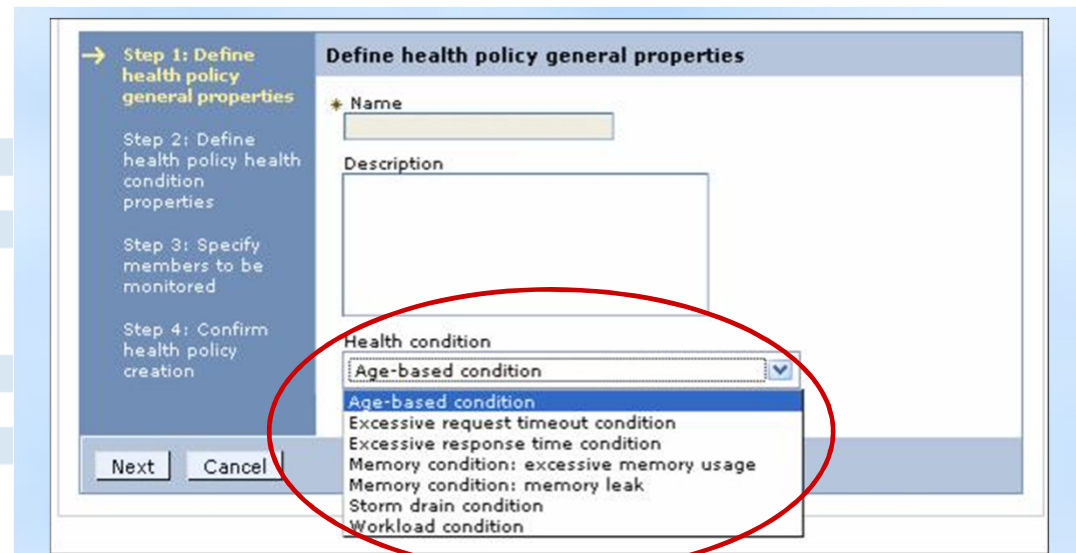 Step 1: Define
health policy
general properties
Step 2: Define
health policy health
condition
properties
Step 3: Specify
members to be
monitored
Step 4: Confirm
health policy
creation
Define health policy general properties
* Name
Description
Health condition
Age-based condition
Age-based condition
Excessive request timeout condition
Excessive response time condition
Memory condition: excessive memory usage
Memory condition: memory leak
Storm drain condition
Workload condition
Next
Cancel